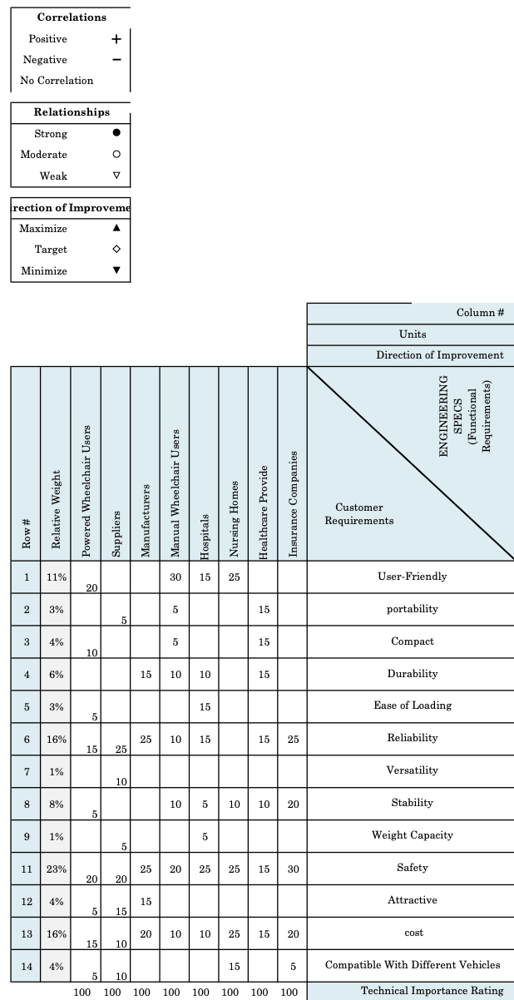 Correlations
Positive +
Negative −
No Correlation
Relationships
Strong ●
Moderate ○
Weak ▽
irection of Improveme
Maximize ▲
Target ◇
Minimize ▼
Column #
Units
Direction of Improvement
Row #
Relative Weight
Powered Wheelchair Users
Suppliers
Manufacturers
Manual Wheelchair Users
Hospitals
Nursing Homes
Healthcare Provide
Insurance Companies
ENGINEERING
SPECS
(Functional
Requirements)
Customer
Requirements
1 11% 20 30 15 25 User-Friendly
2 3% 5 5 15 portability
3 4% 10 5 15 Compact
4 6% 15 10 10 15 Durability
5 3% 5 15 Ease of Loading
6 16% 15 25 25 10 15 15 25 Reliability
7 1% 10 Versatility
8 8% 5 10 5 10 10 20 Stability
9 1% 5 5 Weight Capacity
11 23% 20 20 25 20 25 25 15 30 Safety
12 4% 5 15 15 Attractive
13 16% 15 10 20 10 10 25 15 20 cost
14 4% 5 10 15 5 Compatible With Different Vehicles
100 100 100 100 100 100 100 100 Technical Importance Rating